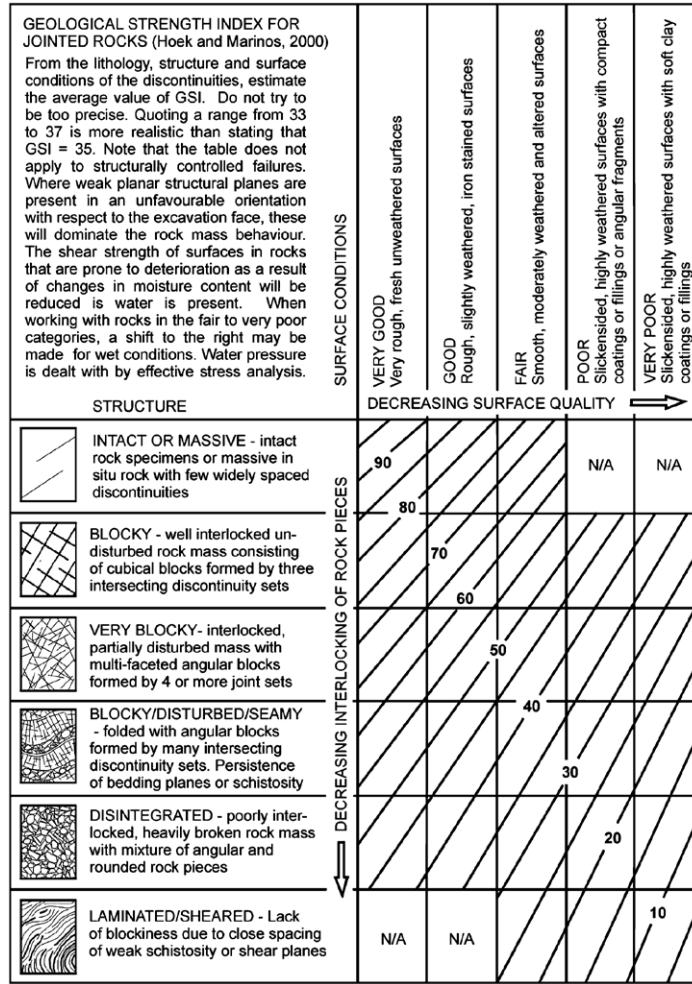 GEOLOGICAL STRENGTH INDEX FOR
JOINTED ROCKS (Hoek and Marinos, 2000)
From the lithology, structure and surface
conditions of the discontinuities, estimate
the average value of GSI. Do not try to
be too precise. Quoting a range from 33
to 37 is more realistic than stating that
GSI = 35. Note that the table does not
apply to structurally controlled failures.
Where weak planar structural planes are
present in an unfavourable orientation
with respect to the excavation face, these
will dominate the rock mass behaviour.
The shear strength of surfaces in rocks
that are prone to deterioration as a result
of changes in moisture content will be
reduced is water is present. When
working with rocks in the fair to very poor
categories, a shift to the right may be
made for wet conditions. Water pressure
is dealt with by effective stress analysis.
STRUCTURE
SURFACE CONDITIONS
VERY GOOD
Very rough, fresh unweathered surfaces
GOOD
Rough, slightly weathered, iron stained surfaces
FAIR
Smooth, moderately weathered and altered surfaces
POOR
Slickensided, highly weathered surfaces with compact
coatings or fillings or angular fragments
VERY POOR
Slickensided, highly weathered surfaces with soft clay
coatings or fillings
DECREASING SURFACE QUALITY
DECREASING INTERLOCKING OF ROCK PIECES
INTACT OR MASSIVE - intact
rock specimens or massive in
situ rock with few widely spaced
discontinuities
90
N/A
N/A
80
BLOCKY - well interlocked un-
disturbed rock mass consisting
of cubical blocks formed by three
intersecting discontinuity sets
70
60
VERY BLOCKY- interlocked,
partially disturbed mass with
multi-faceted angular blocks
formed by 4 or more joint sets
50
40
BLOCKY/DISTURBED/SEAMY
- folded with angular blocks
formed by many intersecting
discontinuity sets. Persistence
of bedding planes or schistosity
30
DISINTEGRATED - poorly inter-
locked, heavily broken rock mass
with mixture of angular and
rounded rock pieces
20
LAMINATED/SHEARED - Lack
of blockiness due to close spacing
of weak schistosity or shear planes
N/A
N/A
10